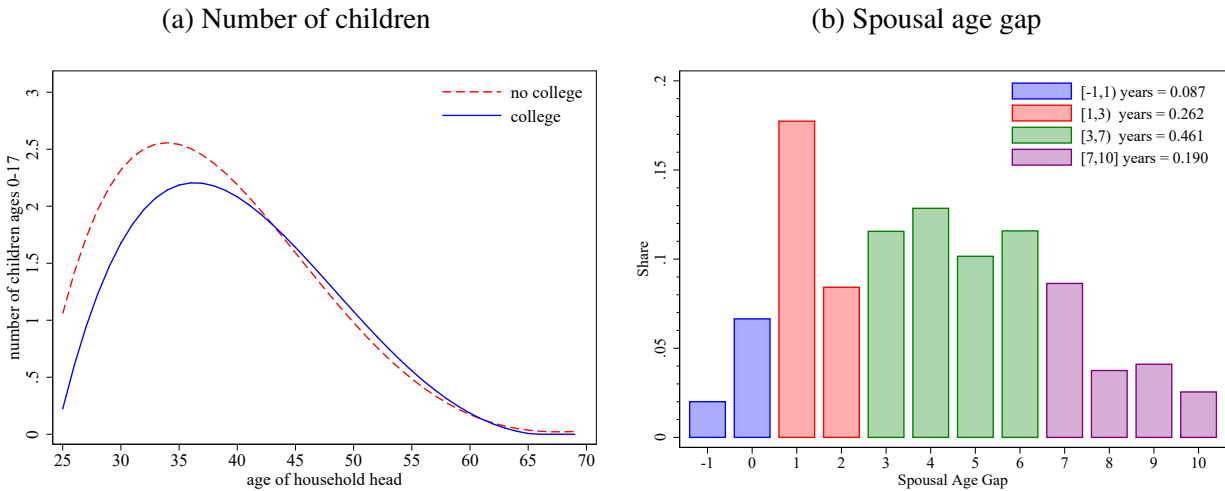 (a) Number of children
3
2.5
2
1.5
1
.5
0
number of children ages 0-17
no college
college
25 30 35 40 45 50 55 60 65 70
age of household head
(b) Spousal age gap
.2
.15
.1
.05
0
Share
[-1,1) years = 0.087
[1,3) years = 0.262
[3,7) years = 0.461
[7,10] years = 0.190
-1 0 1 2 3 4 5 6 7 8 9 10
Spousal Age Gap